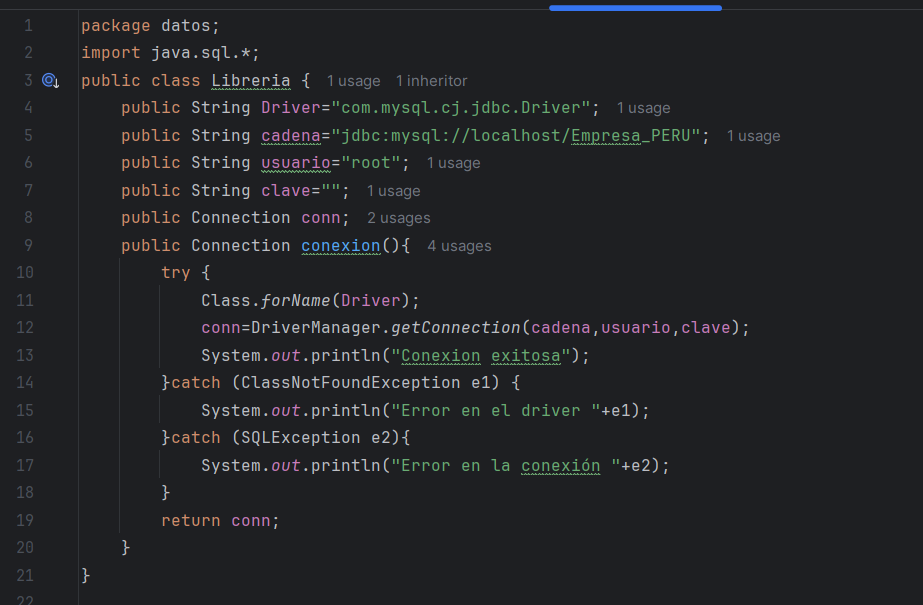 1 package datos;
2 import java.sql.*;
3 public class Libreria { 1 usage 1 inheritor
4 public String Driver="com.mysql.cj.jdbc.Driver"; 1 usage
5 public String cadena="jdbc:mysql://localhost/Empresa_PERU"; 1 usage
6 public String usuario="root"; 1 usage
7 public String clave=""; 1 usage
8 public Connection conn; 2 usages
9 public Connection conexion(){ 4 usages
10 try {
11 Class.forName(Driver);
12 conn=DriverManager.getConnection(cadena,usuario,clave);
13 System.out.println("Conexion exitosa");
14 }catch (ClassNotFoundException e1) {
15 System.out.println("Error en el driver "+e1);
16 }catch (SQLException e2){
17 System.out.println("Error en la conexión "+e2);
18 }
19 return conn;
20 }
21 }
22